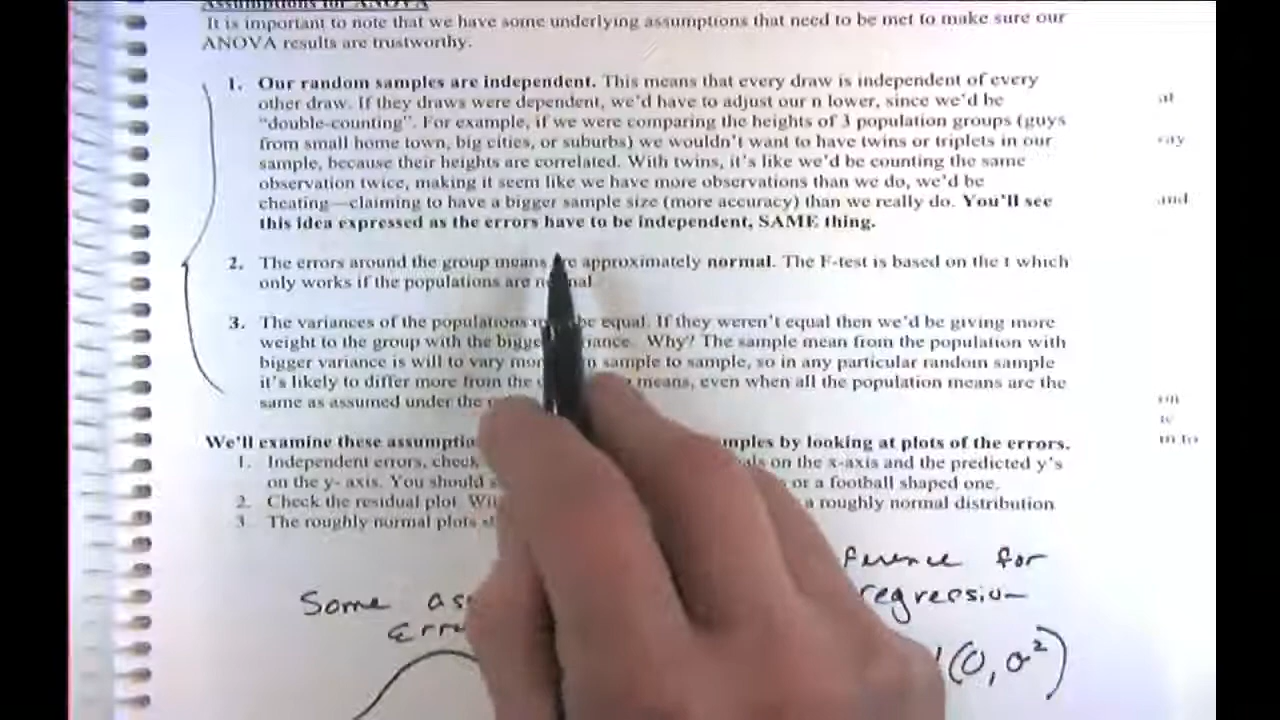 Assumptions for ANOVA
It is important to note that we have some underlying assumptions that need to be met to make sure our
ANOVA results are trustworthy.
1. Our random samples are independent. This means that every draw is independent of every
other draw. If they draws were dependent, we'd have to adjust our n lower, since we'd be
"double-counting". For example, if we were comparing the heights of 3 population groups (guys
from small home town, big cities, or suburbs) we wouldn't want to have twins or triplets in our
sample, because their heights are correlated. With twins, it's like we'd be counting the same
observation twice, making it seem like we have more observations than we do, we'd be
cheating—claiming to have a bigger sample size (more accuracy) than we really do. You'll see
this idea expressed as the errors have to be independent, SAME thing.
2. The errors around the group means approximately normal. The F-test is based on the t which
only works if the populations are
3. The variances of the populations be equal. If they weren't equal then we'd be giving more
weight to the group with the Why? The sample mean from the population with
bigger variance is will to vary sample to sample, so in any particular random sample
it's likely to differ more from the means, even when all the population means are the
same as assumed under the
We'll examine these by looking at plots of the errors.
1. Independent errors, check on the x-axis and the predicted y's
on the y- axis. You should or a football shaped one.
2. Check the residual plot. a roughly normal distribution
3. The roughly normal plots
Some for
regression
(0, σ²)
at
and